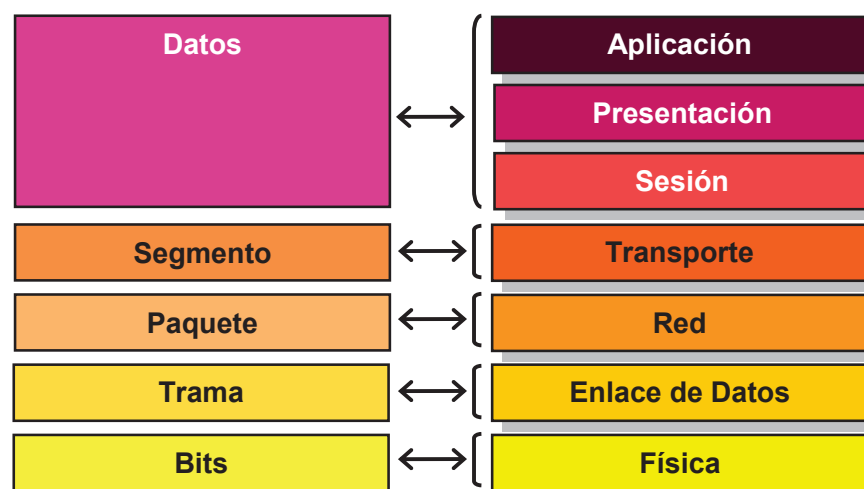 Datos
Aplicación
Presentación
Sesión
Segmento
Transporte
Paquete
Red
Trama
Enlace de Datos
Bits
Física